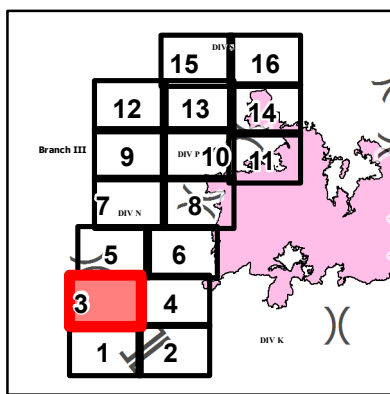 DIV
15 16
12 13 14
Branch III
9 DIV P 10 11
7 DIV N 8
5 6
3 4
DIV K
1 2